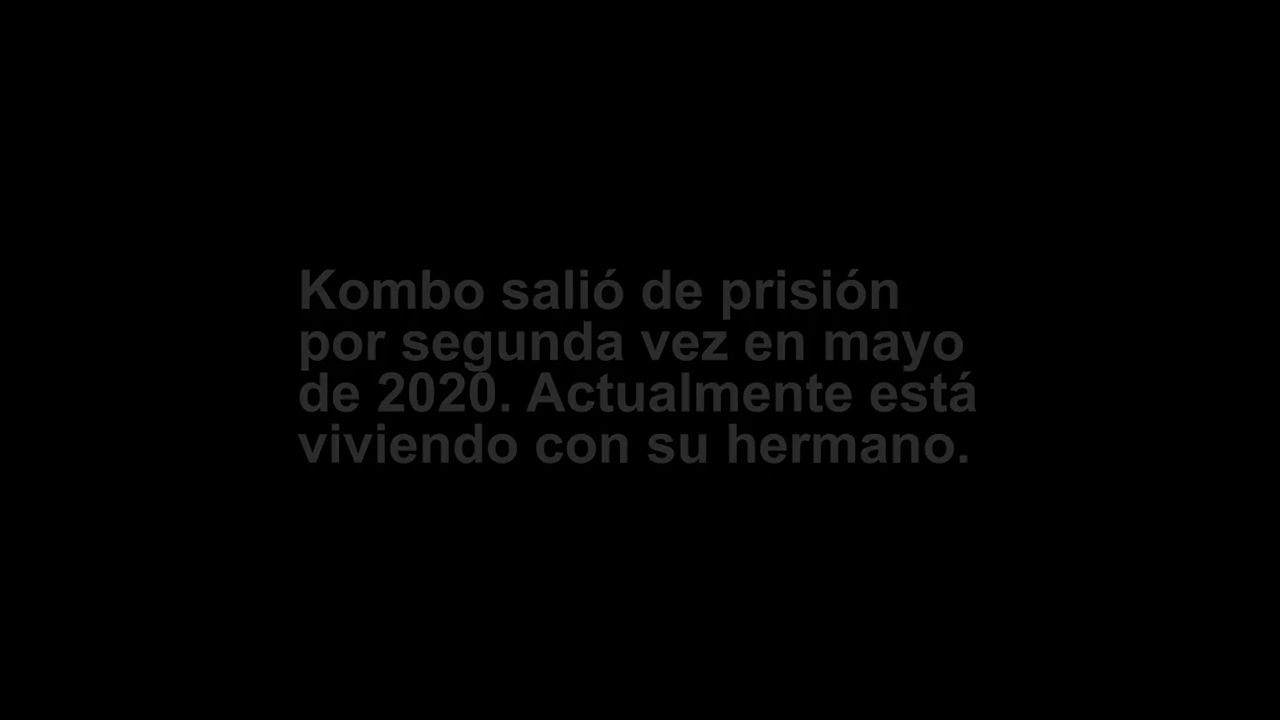 Kombo salió de prisión
por segunda vez en mayo
de 2020. Actualmente está
viviendo con su hermano.